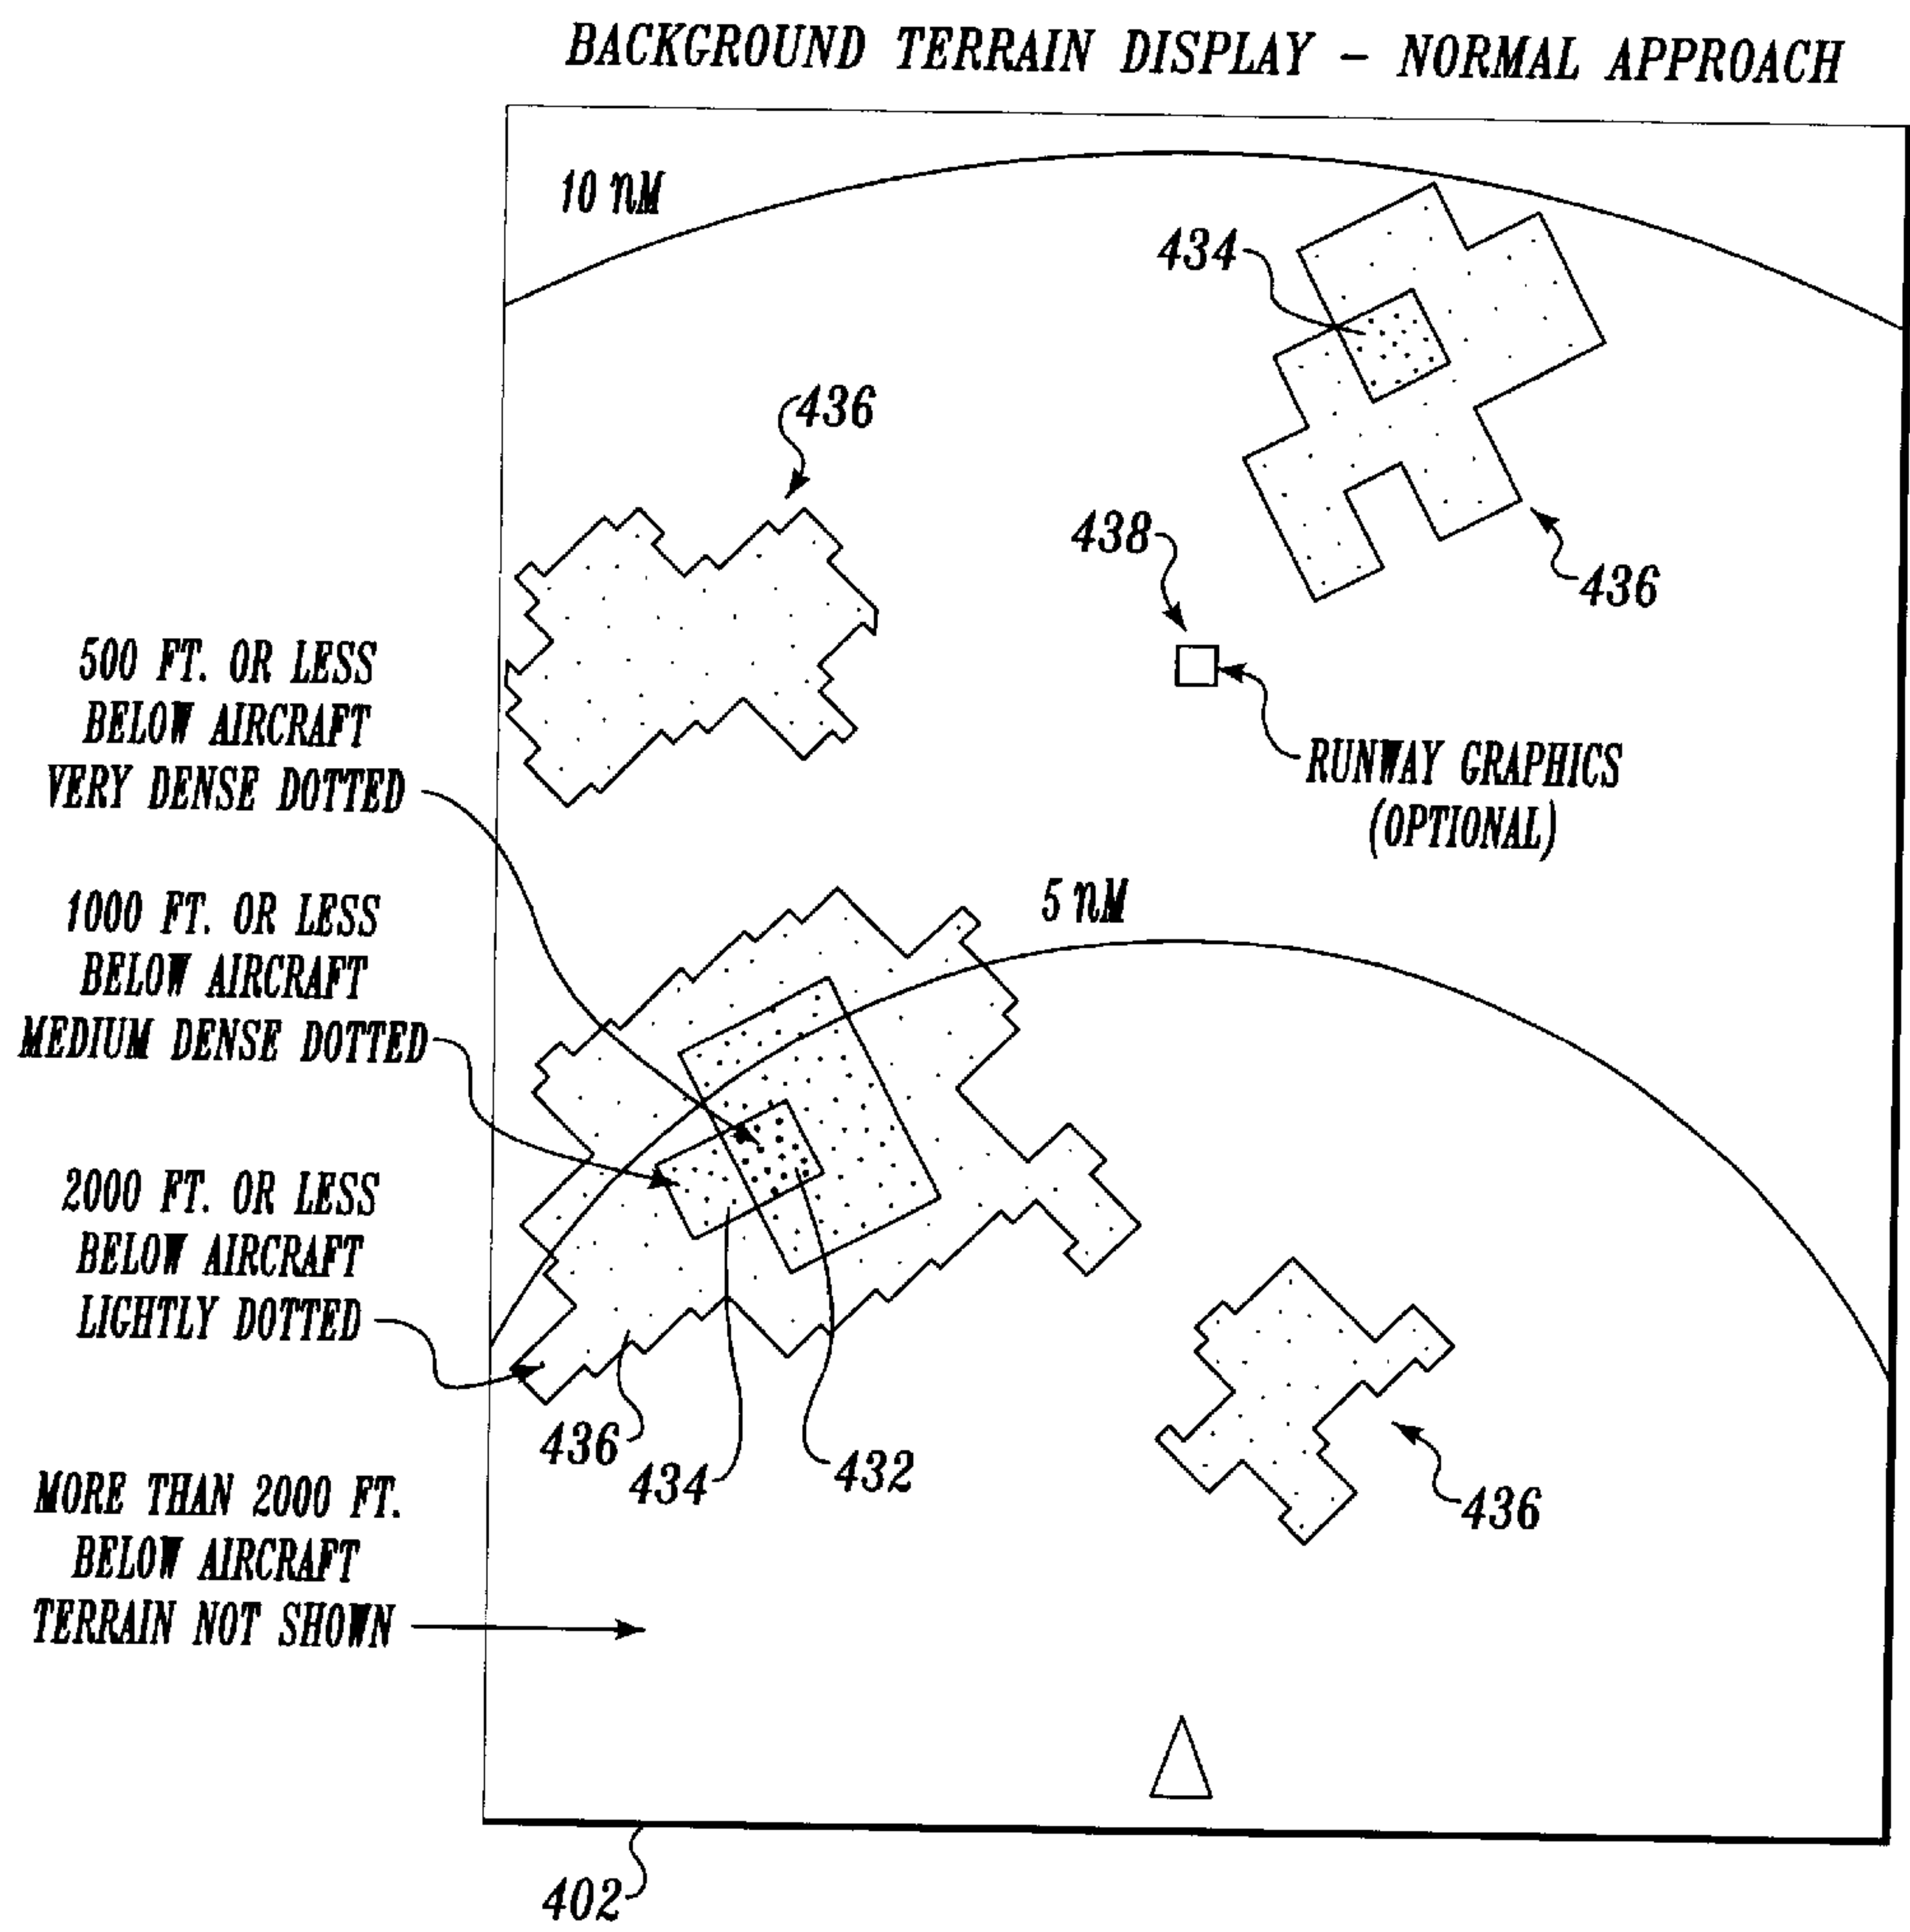 BACKGROUND TERRAIN DISPLAY - NORMAL APPROACH
10 nM
434
436
438
436
500 FT. OR LESS
BELOW AIRCRAFT
VERY DENSE DOTTED
RUNWAY GRAPHICS
(OPTIONAL)
1000 FT. OR LESS
BELOW AIRCRAFT
MEDIUM DENSE DOTTED
5 nM
2000 FT. OR LESS
BELOW AIRCRAFT
LIGHTLY DOTTED
436
434
432
436
MORE THAN 2000 FT.
BELOW AIRCRAFT
TERRAIN NOT SHOWN
402